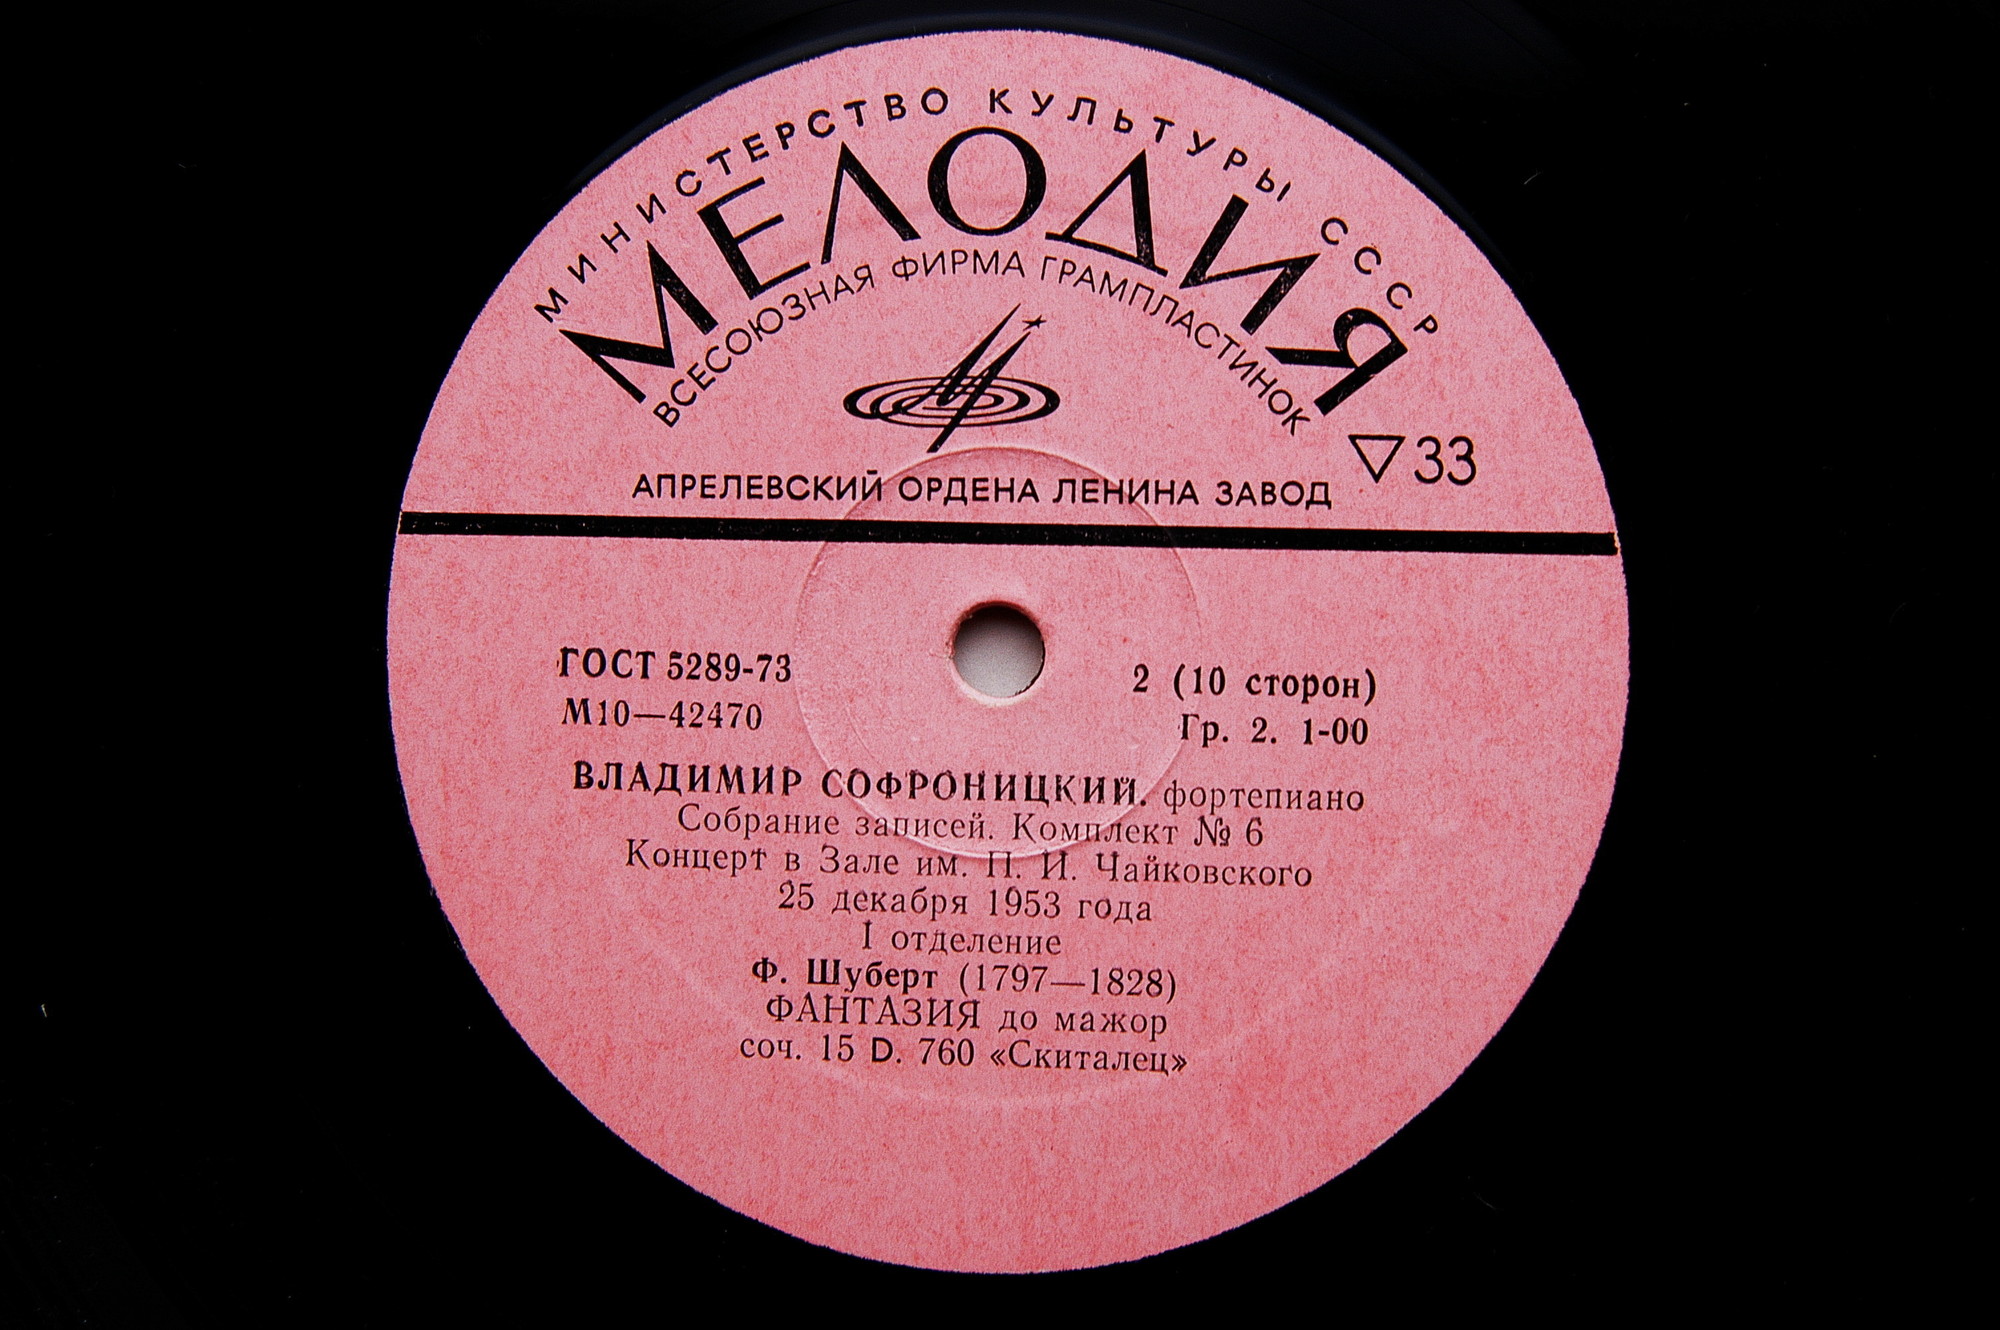 МИНИСТЕРСТВО КУЛЬТУРЫ СССР
МЕЛОДИЯ
ВСЕСОЮЗНАЯ ФИРМА ГРАМПЛАСТИНОК
▽33
АПРЕЛЕВСКИЙ ОРДЕНА ЛЕНИНА ЗАВОД
ГОСТ 5289-73
2 (10 сторон)
М10—42470
Гр. 2. 1-00
ВЛАДИМИР СОФРОНИЦКИЙ. фортепиано
Собрание записей. Комплект № 6
Концерт в Зале им. П. И. Чайковского
25 декабря 1953 года
I отделение
Ф. Шуберт (1797—1828)
ФАНТАЗИЯ до мажор
соч. 15 D. 760 «Скиталец»